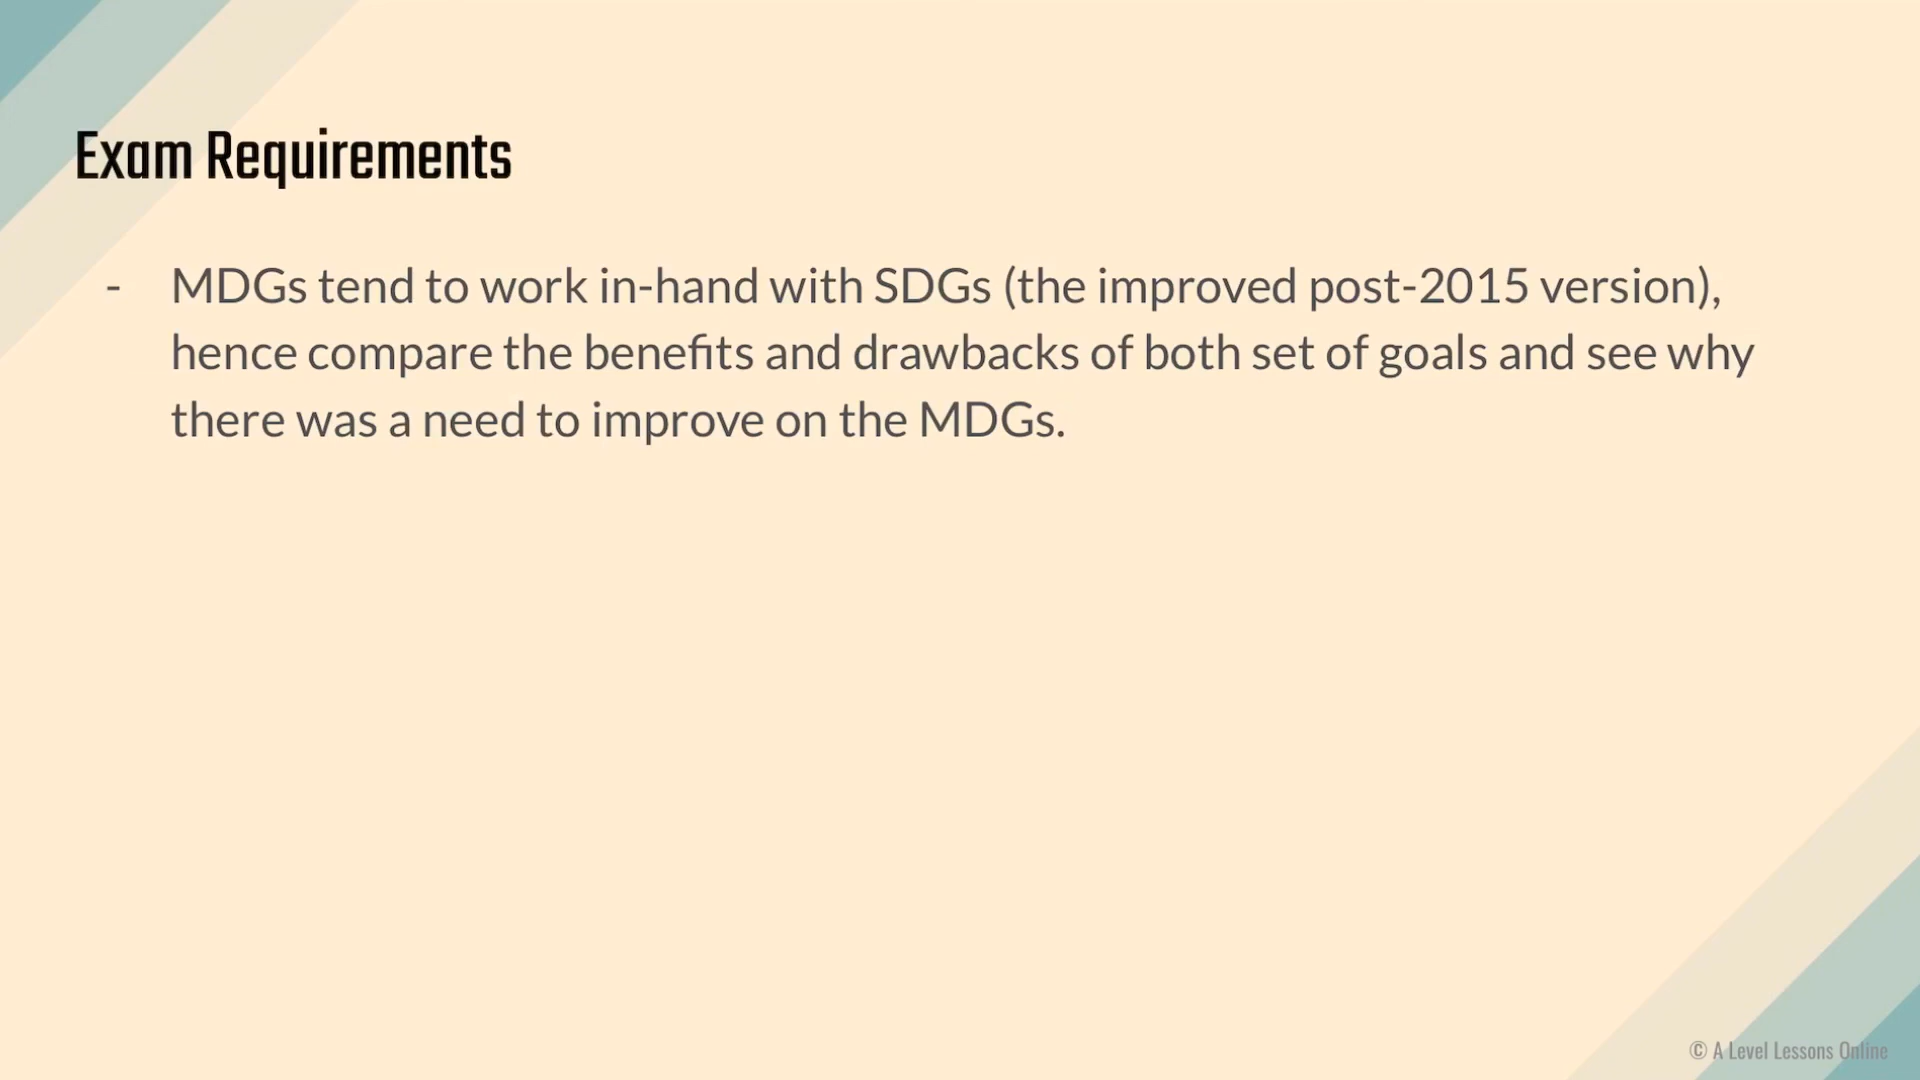 Exam Requirements
- MDGs tend to work in-hand with SDGs (the improved post-2015 version),
hence compare the benefits and drawbacks of both set of goals and see why
there was a need to improve on the MDGs.
© A Level Lessons Online